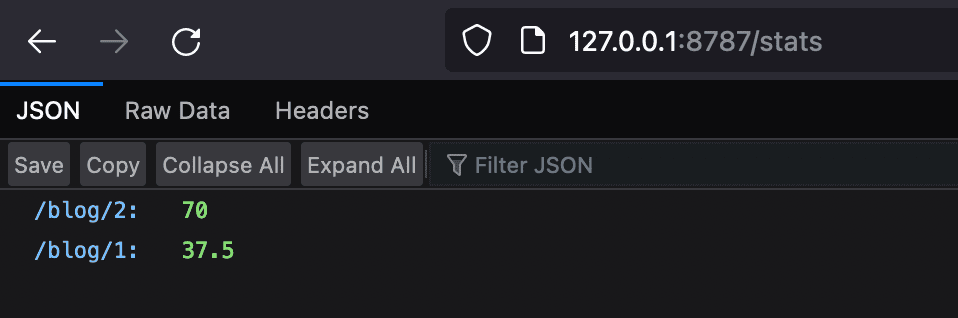 127.0.0.1:8787/stats
JSON Raw Data Headers
Save Copy Collapse All Expand All Filter JSON
/blog/2: 70
/blog/1: 37.5